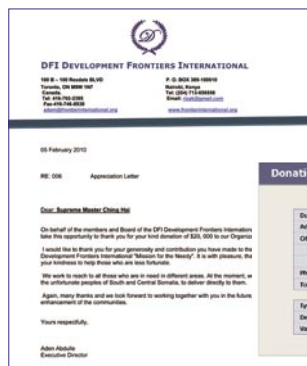 DFI DEVELOPMENT FRONTIERS INTERNATIONAL
100 B - 100 Rexdale BLVD
Toronto, ON M9W 1N7
Canada.
P. O. BOX
Nairobi, Kenya
05 February 2010
RE: 006 Appreciation Letter
Dear: Supreme Master Ching Hai
On behalf of the members and Board of the DFI Development Frontiers Internation
take this opportunity to thank you for your kind donation of $20, 000 to our Organiz
I would like to thank you for your generosity and contribution you have made to the
Development Frontiers International "Mission for the Needy". It is with pleasure, tha
your kindness to help those who are less fortunate.
We work to reach to all those who are in need in different areas. At the moment, w
the unfortunate peoples of South and Central Somalia, to deliver directly to them.
Again, many thanks and we look forward to working together with you in the future
enhancement of the communities.
Yours respectfully,
Aden Abdulle
Executive Director
Donati